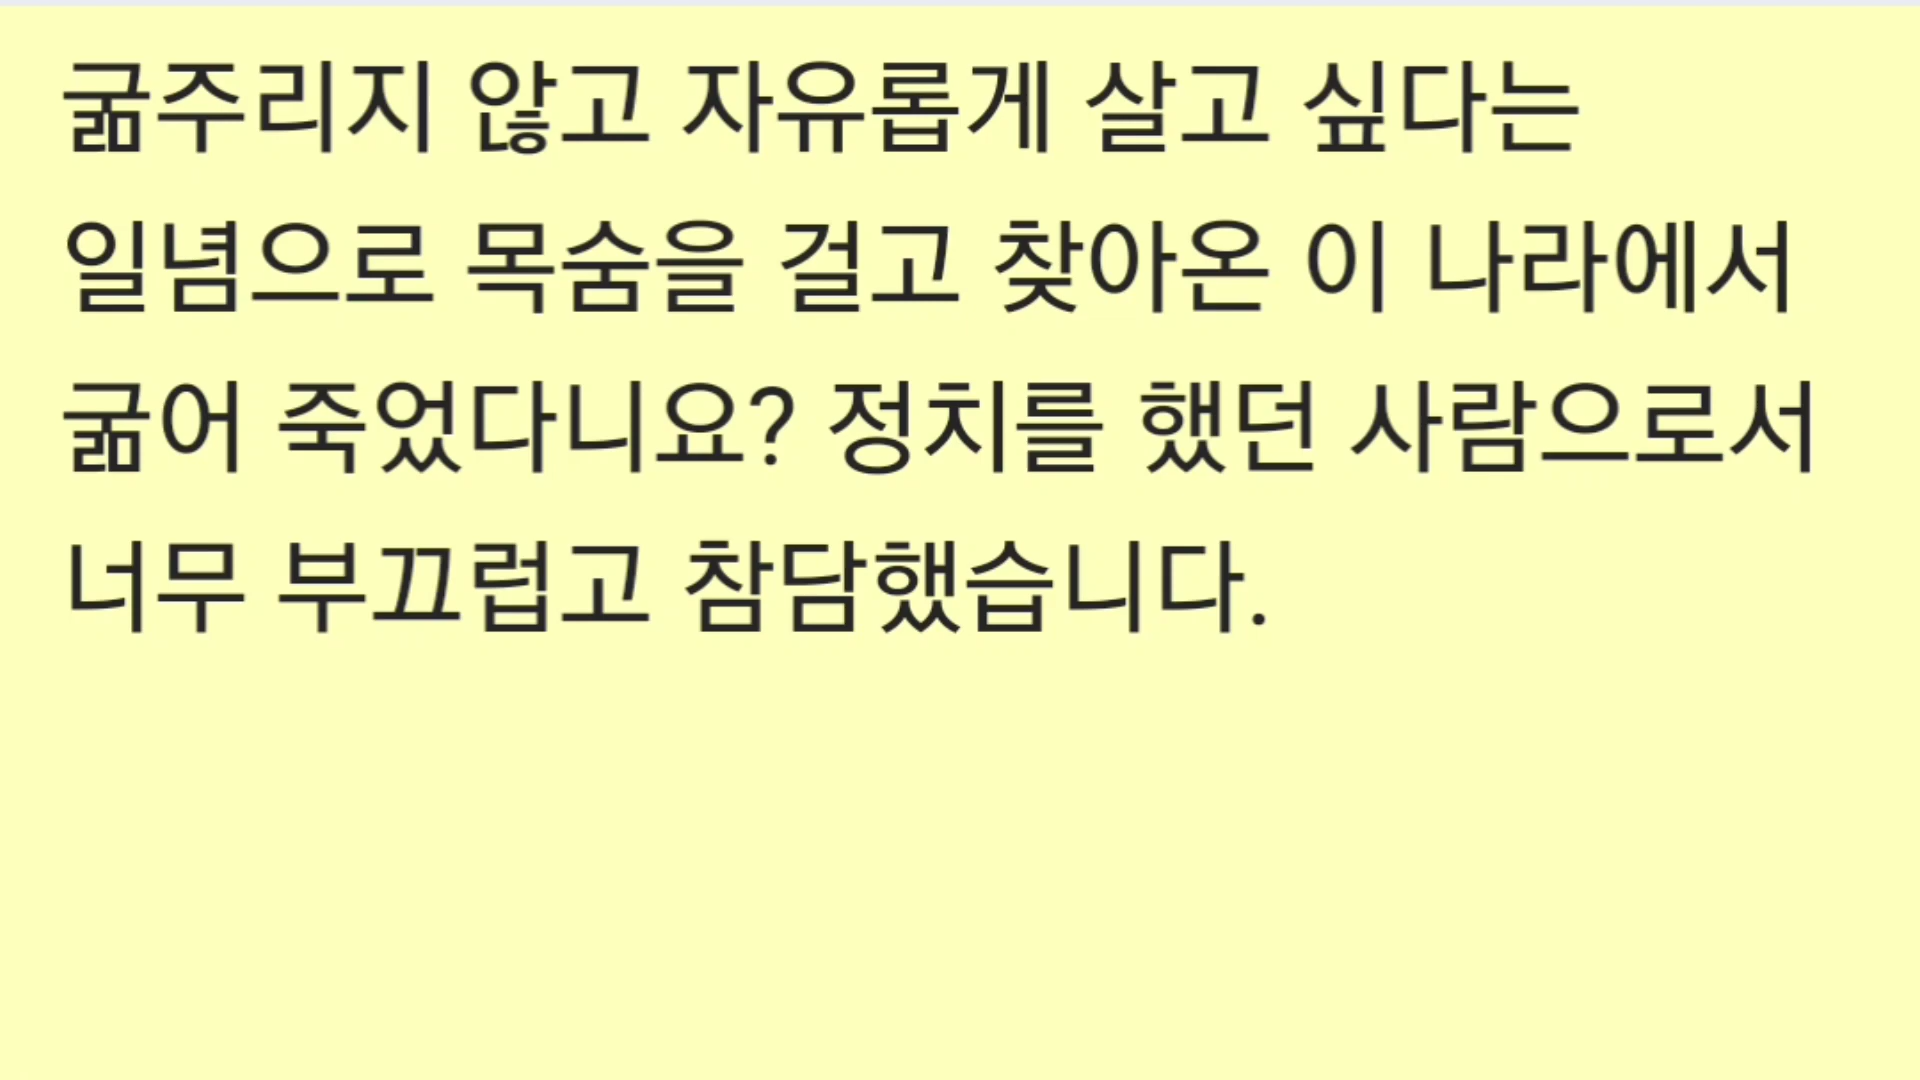 굶주리지 않고 자유롭게 살고 싶다는
일념으로 목숨을 걸고 찾아온 이 나라에서
굶어 죽었다니요? 정치를 했던 사람으로서
너무 부끄럽고 참담했습니다.